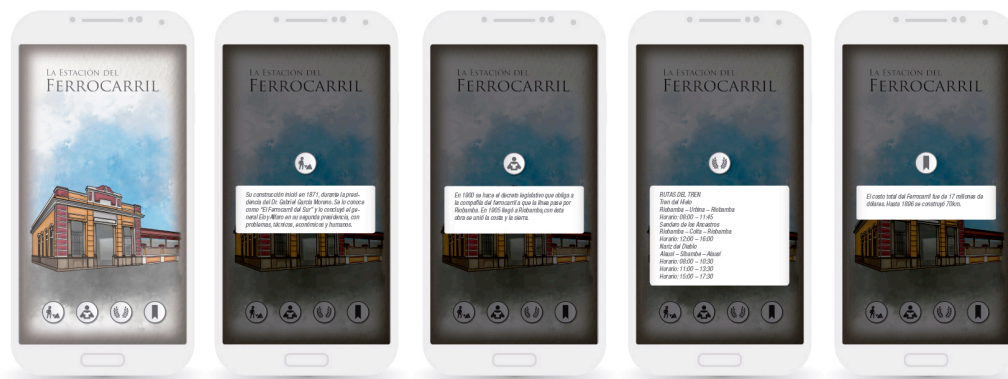 LA ESTACIÓN DEL
FERROCARRIL
LA ESTACIÓN DEL
FERROCARRIL
Su construcción inició en 1871, durante la presi-
dencia del Dr. Gabriel García Moreno. Se lo conoce
como "El Ferrocarril del Sur" y lo concluyó el ge-
neral Eloy Alfaro en su segunda presidencia, con
problemas, técnicos, económicos y humanos.
LA ESTACIÓN DEL
FERROCARRIL
En 1900 se hace el decreto legislativo que obliga a
la compañía del ferrocarril a que la línea pase por
Riobamba. En 1905 llegó a Riobamba, con ésta
obra se unió la costa y la sierra.
LA ESTACIÓN DEL
FERROCARRIL
RUTAS DEL TREN
Tren del Hielo
Riobamba – Urbina – Riobamba
Horario: 08:00 – 11:45
Sendero de los Ancestros
Riobamba – Colta – Riobamba
Horario: 12:00 – 16:00
Nariz del Diablo
Alausí – Sibambe – Alausí
Horario: 08:00 – 10:30
Horario: 11:00 – 13:30
Horario: 15:00 – 17:30
LA ESTACIÓN DEL
FERROCARRIL
El costo total del Ferrocarril fue de 17 millones de
dólares. Hasta 1886 se construyó 70km.